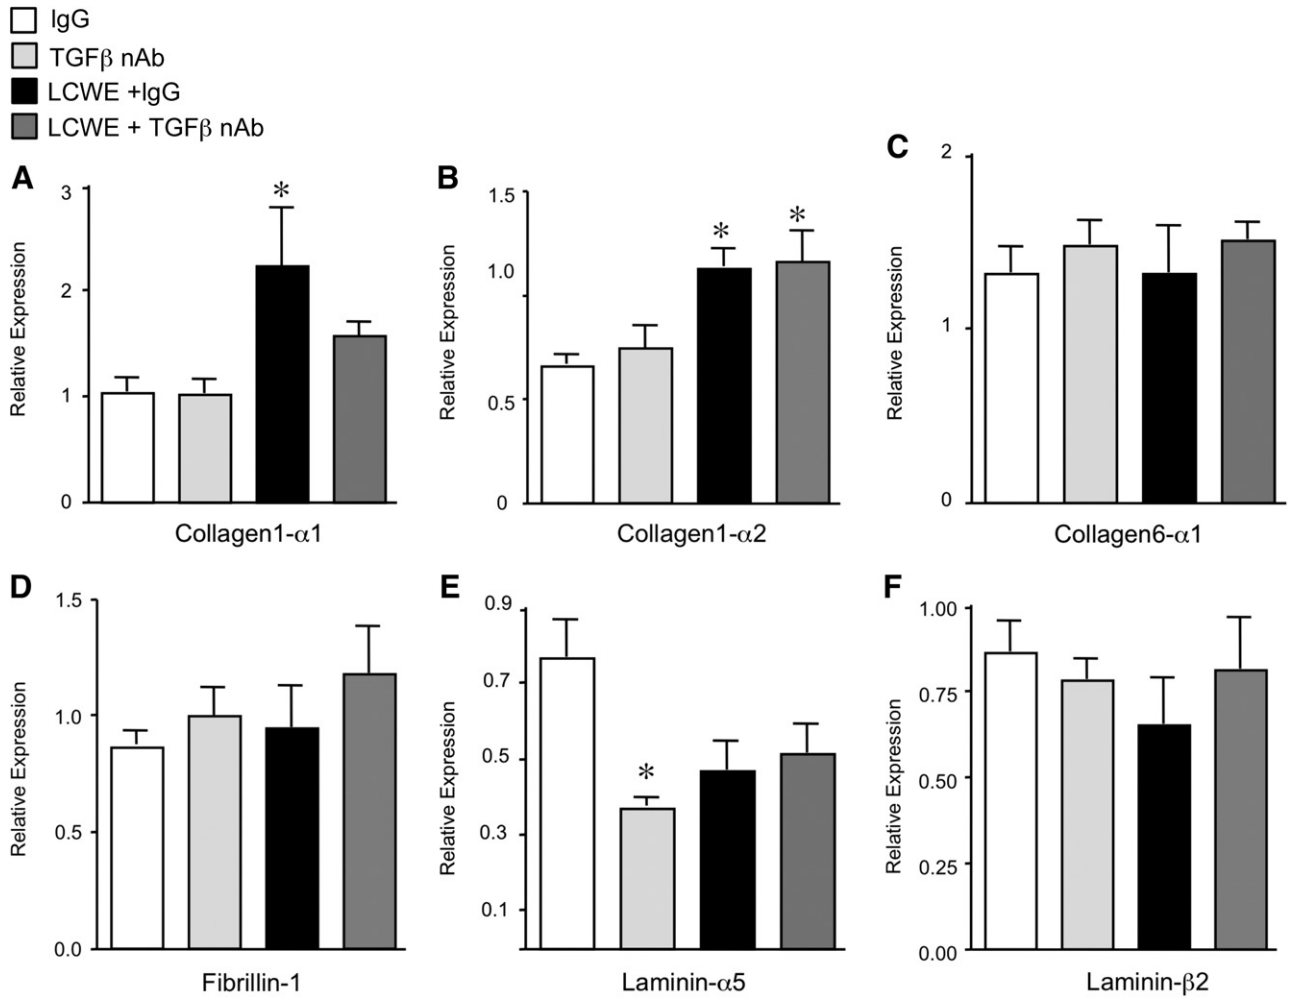 IgG
TGFβ nAb
LCWE +IgG
LCWE + TGFβ nAb
A
3
2
1
0
Relative Expression
*
Collagen1-α1
B
1.5
1.0
0.5
0
Relative Expression
*
*
Collagen1-α2
C
2
1
0
Relative Expression
Collagen6-α1
D
1.5
1.0
0.5
0.0
Relative Expression
Fibrillin-1
E
0.9
0.7
0.5
0.3
0.1
Relative Expression
*
Laminin-α5
F
1.00
0.75
0.50
0.25
0.00
Relative Expression
Laminin-β2